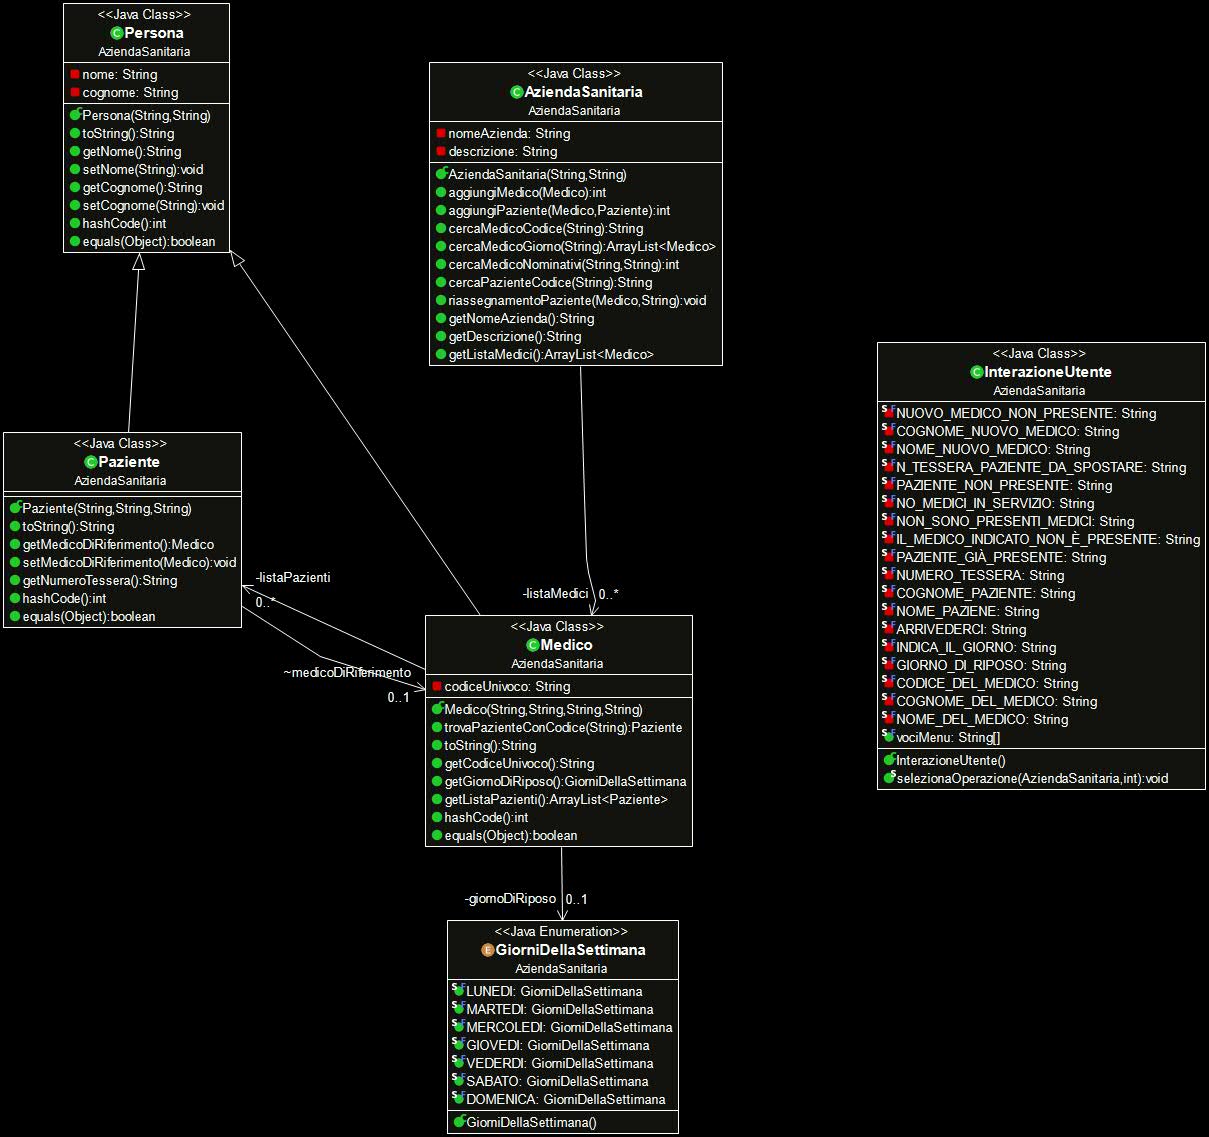 <<Java Class>>
Persona
AziendaSanitaria
nome: String
cognome: String
Persona(String,String)
toString():String
getNome():String
setNome(String):void
getCognome():String
setCognome(String):void
hashCode():int
equals(Object):boolean
<<Java Class>>
AziendaSanitaria
AziendaSanitaria
nomeAzienda: String
descrizione: String
AziendaSanitaria(String,String)
aggiungiMedico(Medico):int
aggiungiPaziente(Medico,Paziente):int
cercaMedicoCodice(String):String
cercaMedicoGiorno(String):ArrayList<Medico>
cercaMedicoNominativi(String,String):int
cercaPazienteCodice(String):String
riassegnamentoPaziente(Medico,String):void
getNomeAzienda():String
getDescrizione():String
getListaMedici():ArrayList<Medico>
<<Java Class>>
InterazioneUtente
AziendaSanitaria
NUOVO_MEDICO_NON_PRESENTE: String
COGNOME_NUOVO_MEDICO: String
NOME_NUOVO_MEDICO: String
N_TESSERA_PAZIENTE_DA_SPOSTARE: String
PAZIENTE_NON_PRESENTE: String
NO_MEDICI_IN_SERVIZIO: String
NON_SONO_PRESENTI_MEDICI: String
IL_MEDICO_INDICATO_NON_È_PRESENTE: String
PAZIENTE_GIÀ_PRESENTE: String
NUMERO_TESSERA: String
COGNOME_PAZIENTE: String
NOME_PAZIENE: String
ARRIVEDERCI: String
INDICA_IL_GIORNO: String
GIORNO_DI_RIPOSO: String
CODICE_DEL_MEDICO: String
COGNOME_DEL_MEDICO: String
NOME_DEL_MEDICO: String
vociMenu: String[]
InterazioneUtente()
selezionaOperazione(AziendaSanitaria,int):void
<<Java Class>>
Paziente
AziendaSanitaria
Paziente(String,String,String)
toString():String
getMedicoDiRiferimento():Medico
setMedicoDiRiferimento(Medico):void
getNumeroTessera():String
hashCode():int
equals(Object):boolean
-listaPazienti
0..*
~medicoDiRiferimento
0..1
-listaMedici
0..*
<<Java Class>>
Medico
AziendaSanitaria
codiceUnivoco: String
Medico(String,String,String,String)
trovaPazienteConCodice(String):Paziente
toString():String
getCodiceUnivoco():String
getGiornoDiRiposo():GiorniDellaSettimana
getListaPazienti():ArrayList<Paziente>
hashCode():int
equals(Object):boolean
-giornoDiRiposo
0..1
<<Java Enumeration>>
GiorniDellaSettimana
AziendaSanitaria
LUNEDI: GiorniDellaSettimana
MARTEDI: GiorniDellaSettimana
MERCOLEDI: GiorniDellaSettimana
GIOVEDI: GiorniDellaSettimana
VEDERDI: GiorniDellaSettimana
SABATO: GiorniDellaSettimana
DOMENICA: GiorniDellaSettimana
GiorniDellaSettimana()